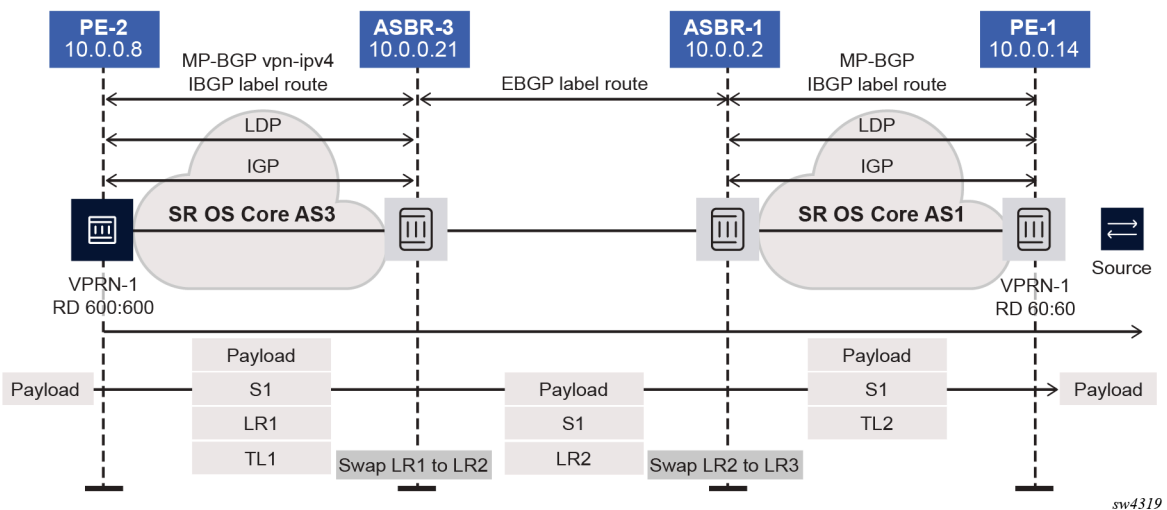 PE-2
10.0.0.8
ASBR-3
10.0.0.21
ASBR-1
10.0.0.2
PE-1
10.0.0.14
MP-BGP vpn-ipv4
IBGP label route
EBGP label route
MP-BGP
IBGP label route
LDP
LDP
IGP
IGP
SR OS Core AS3
SR OS Core AS1
Source
VPRN-1
RD 600:600
VPRN-1
RD 60:60
Payload
Payload
S1
LR1
TL1
Swap LR1 to LR2
Payload
S1
LR2
Swap LR2 to LR3
Payload
S1
TL2
Payload
sw4319